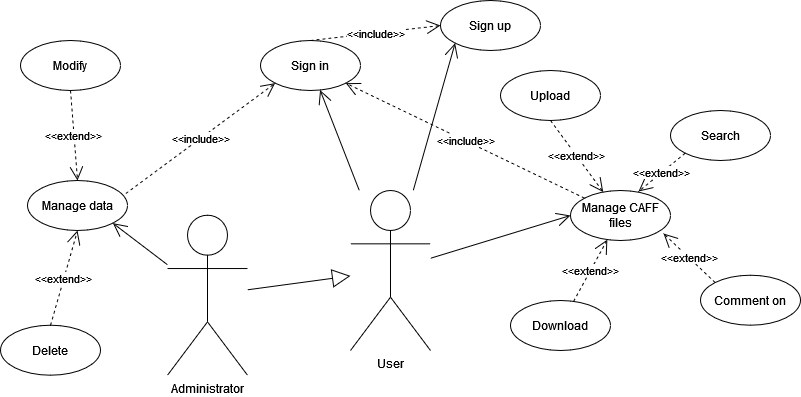 Sign up
<<include>>
Sign in
Modify
Upload
<<extend>>
<<include>>
<<include>>
Search
<<extend>>
<<extend>>
Manage data
Manage CAFF
files
<<extend>>
<<extend>>
<<extend>>
Comment on
Download
Delete
User
Administrator